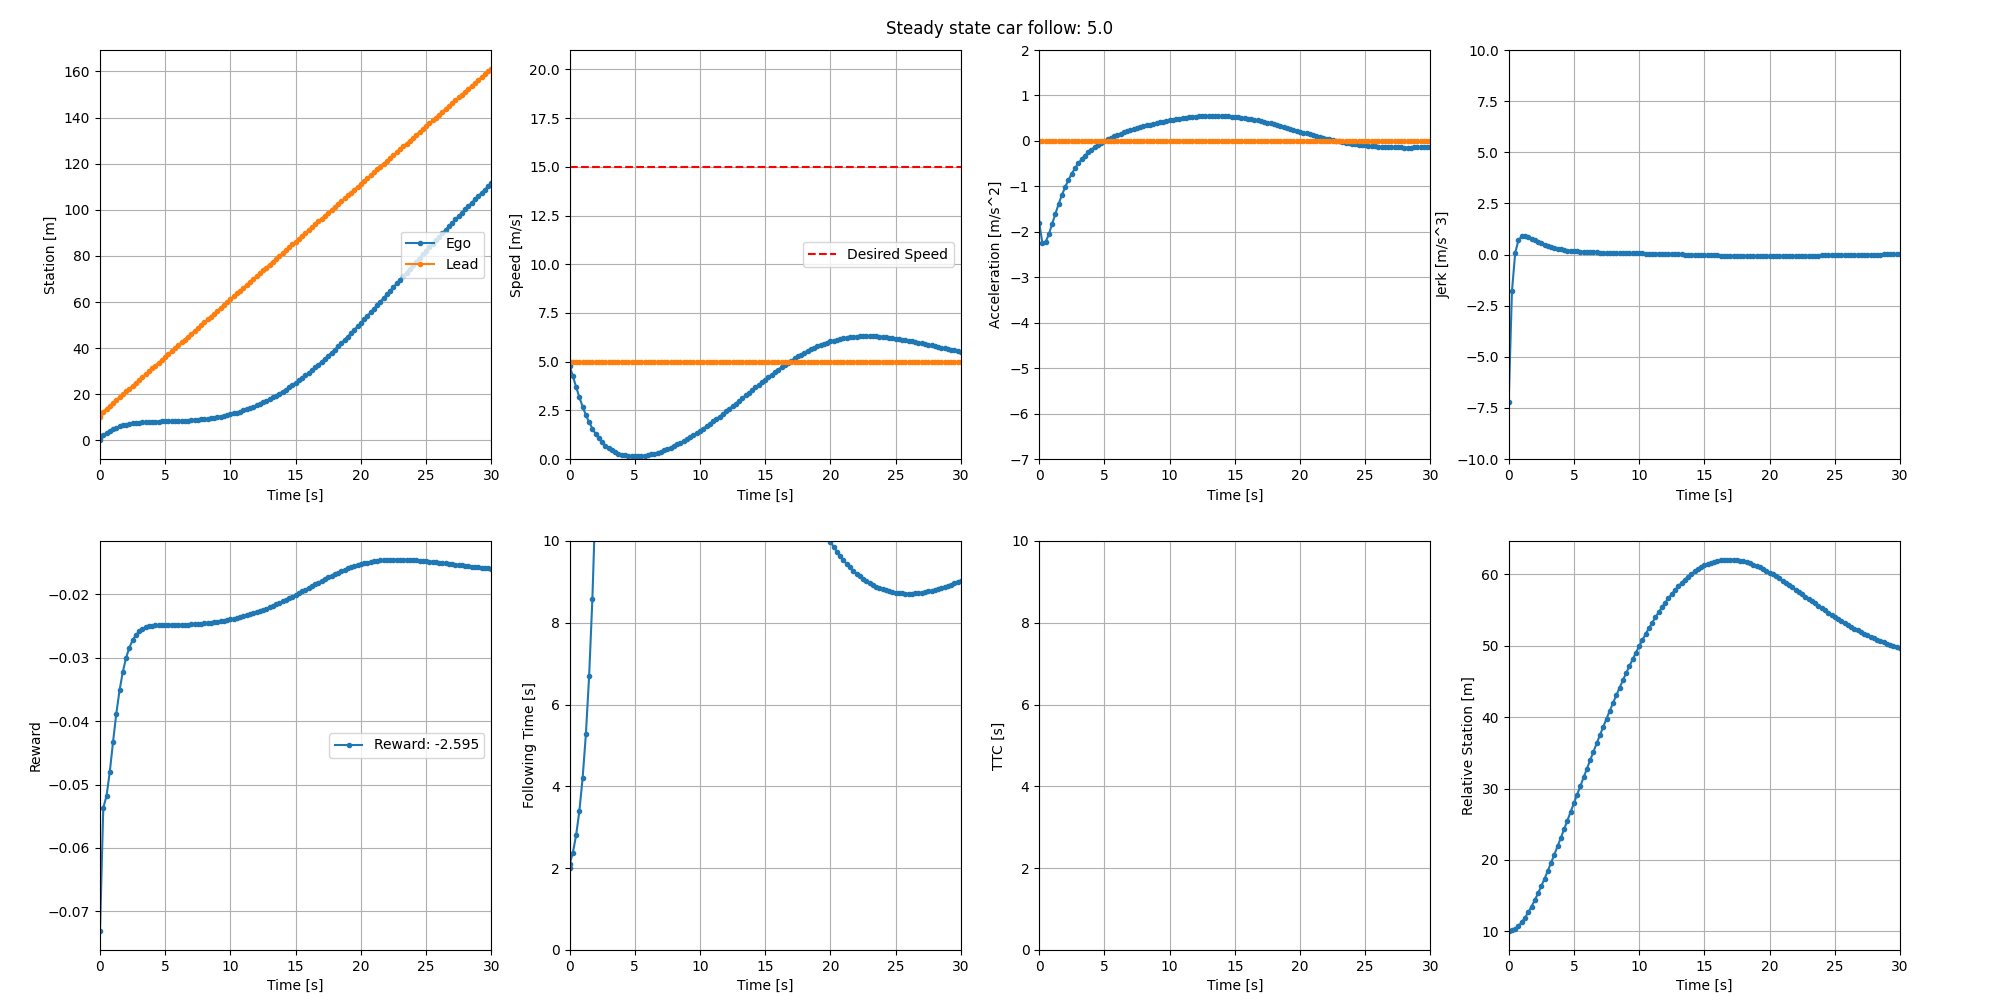 Steady state car follow: 5.0
Station [m]
160
140
120
100
80
60
40
20
0
Ego
Lead
0 5 10 15 20 25 30
Time [s]
Speed [m/s]
20.0
17.5
15.0
12.5
10.0
7.5
5.0
2.5
0.0
Desired Speed
0 5 10 15 20 25 30
Time [s]
Acceleration [m/s^2]
2
1
0
−1
−2
−3
−4
−5
−6
−7
0 5 10 15 20 25 30
Time [s]
Jerk [m/s^3]
10.0
7.5
5.0
2.5
0.0
−2.5
−5.0
−7.5
−10.0
0 5 10 15 20 25 30
Time [s]
Reward
−0.02
−0.03
−0.04
−0.05
−0.06
−0.07
Reward: -2.595
0 5 10 15 20 25 30
Time [s]
Following Time [s]
10
8
6
4
2
0
0 5 10 15 20 25 30
Time [s]
TTC [s]
10
8
6
4
2
0
0 5 10 15 20 25 30
Time [s]
Relative Station [m]
60
50
40
30
20
10
0 5 10 15 20 25 30
Time [s]